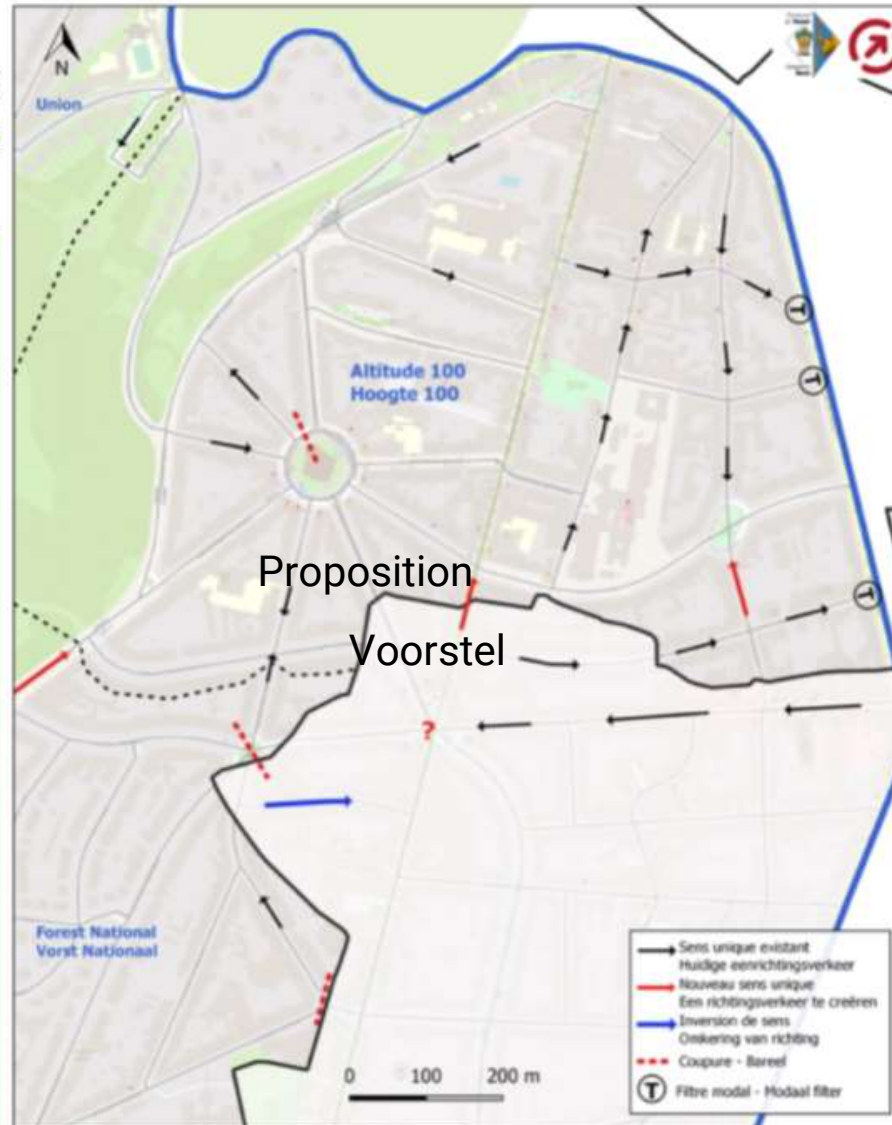 N
Union
Altitude 100
Hoogte 100
Proposition
Voorstel
?
Forest National
Vorst Nationaal
0 100 200 m
Sens unique existant
Huidige eenrichtingsverkeer
Nouveau sens unique
Een richtingsverkeer te creëren
Inversion de sens
Omkering van richting
Coupure - Bareel
T Filtre modal - Modaal filter
T
T
T